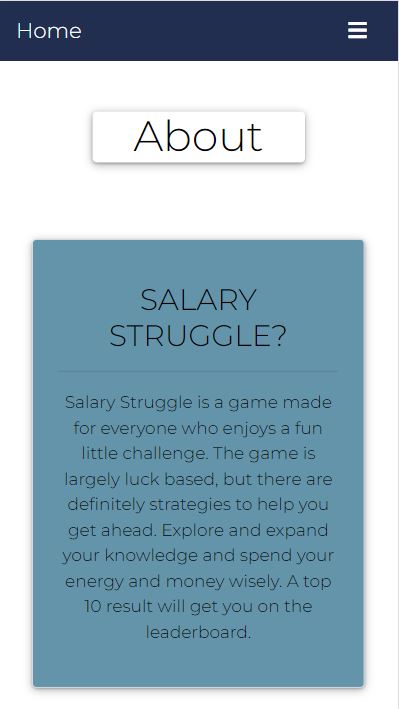 Home
About
SALARY
STRUGGLE?
Salary Struggle is a game made
for everyone who enjoys a fun
little challenge. The game is
largely luck based, but there are
definitely strategies to help you
get ahead. Explore and expand
your knowledge and spend your
energy and money wisely. A top
10 result will get you on the
leaderboard.